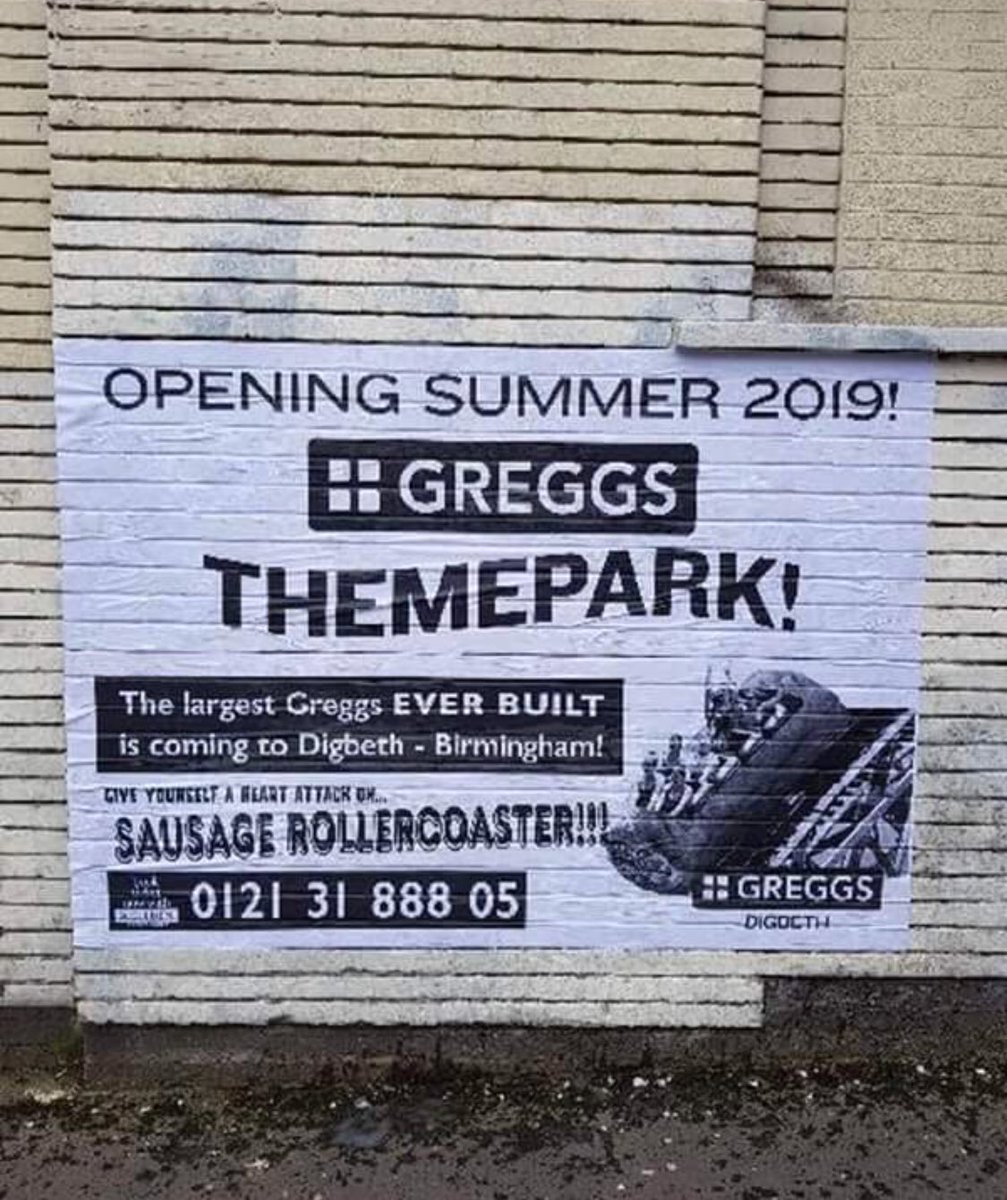 OPENING SUMMER 2019!
GREGGS
THEMEPARK!
The largest Greggs EVER BUILT
is coming to Digbeth - Birmingham!
GIVE YOURSELF A HEART ATTACK ON...
SAUSAGE ROLLERCOASTER!!!
0121 31 888 05
GREGGS
DIGBETH